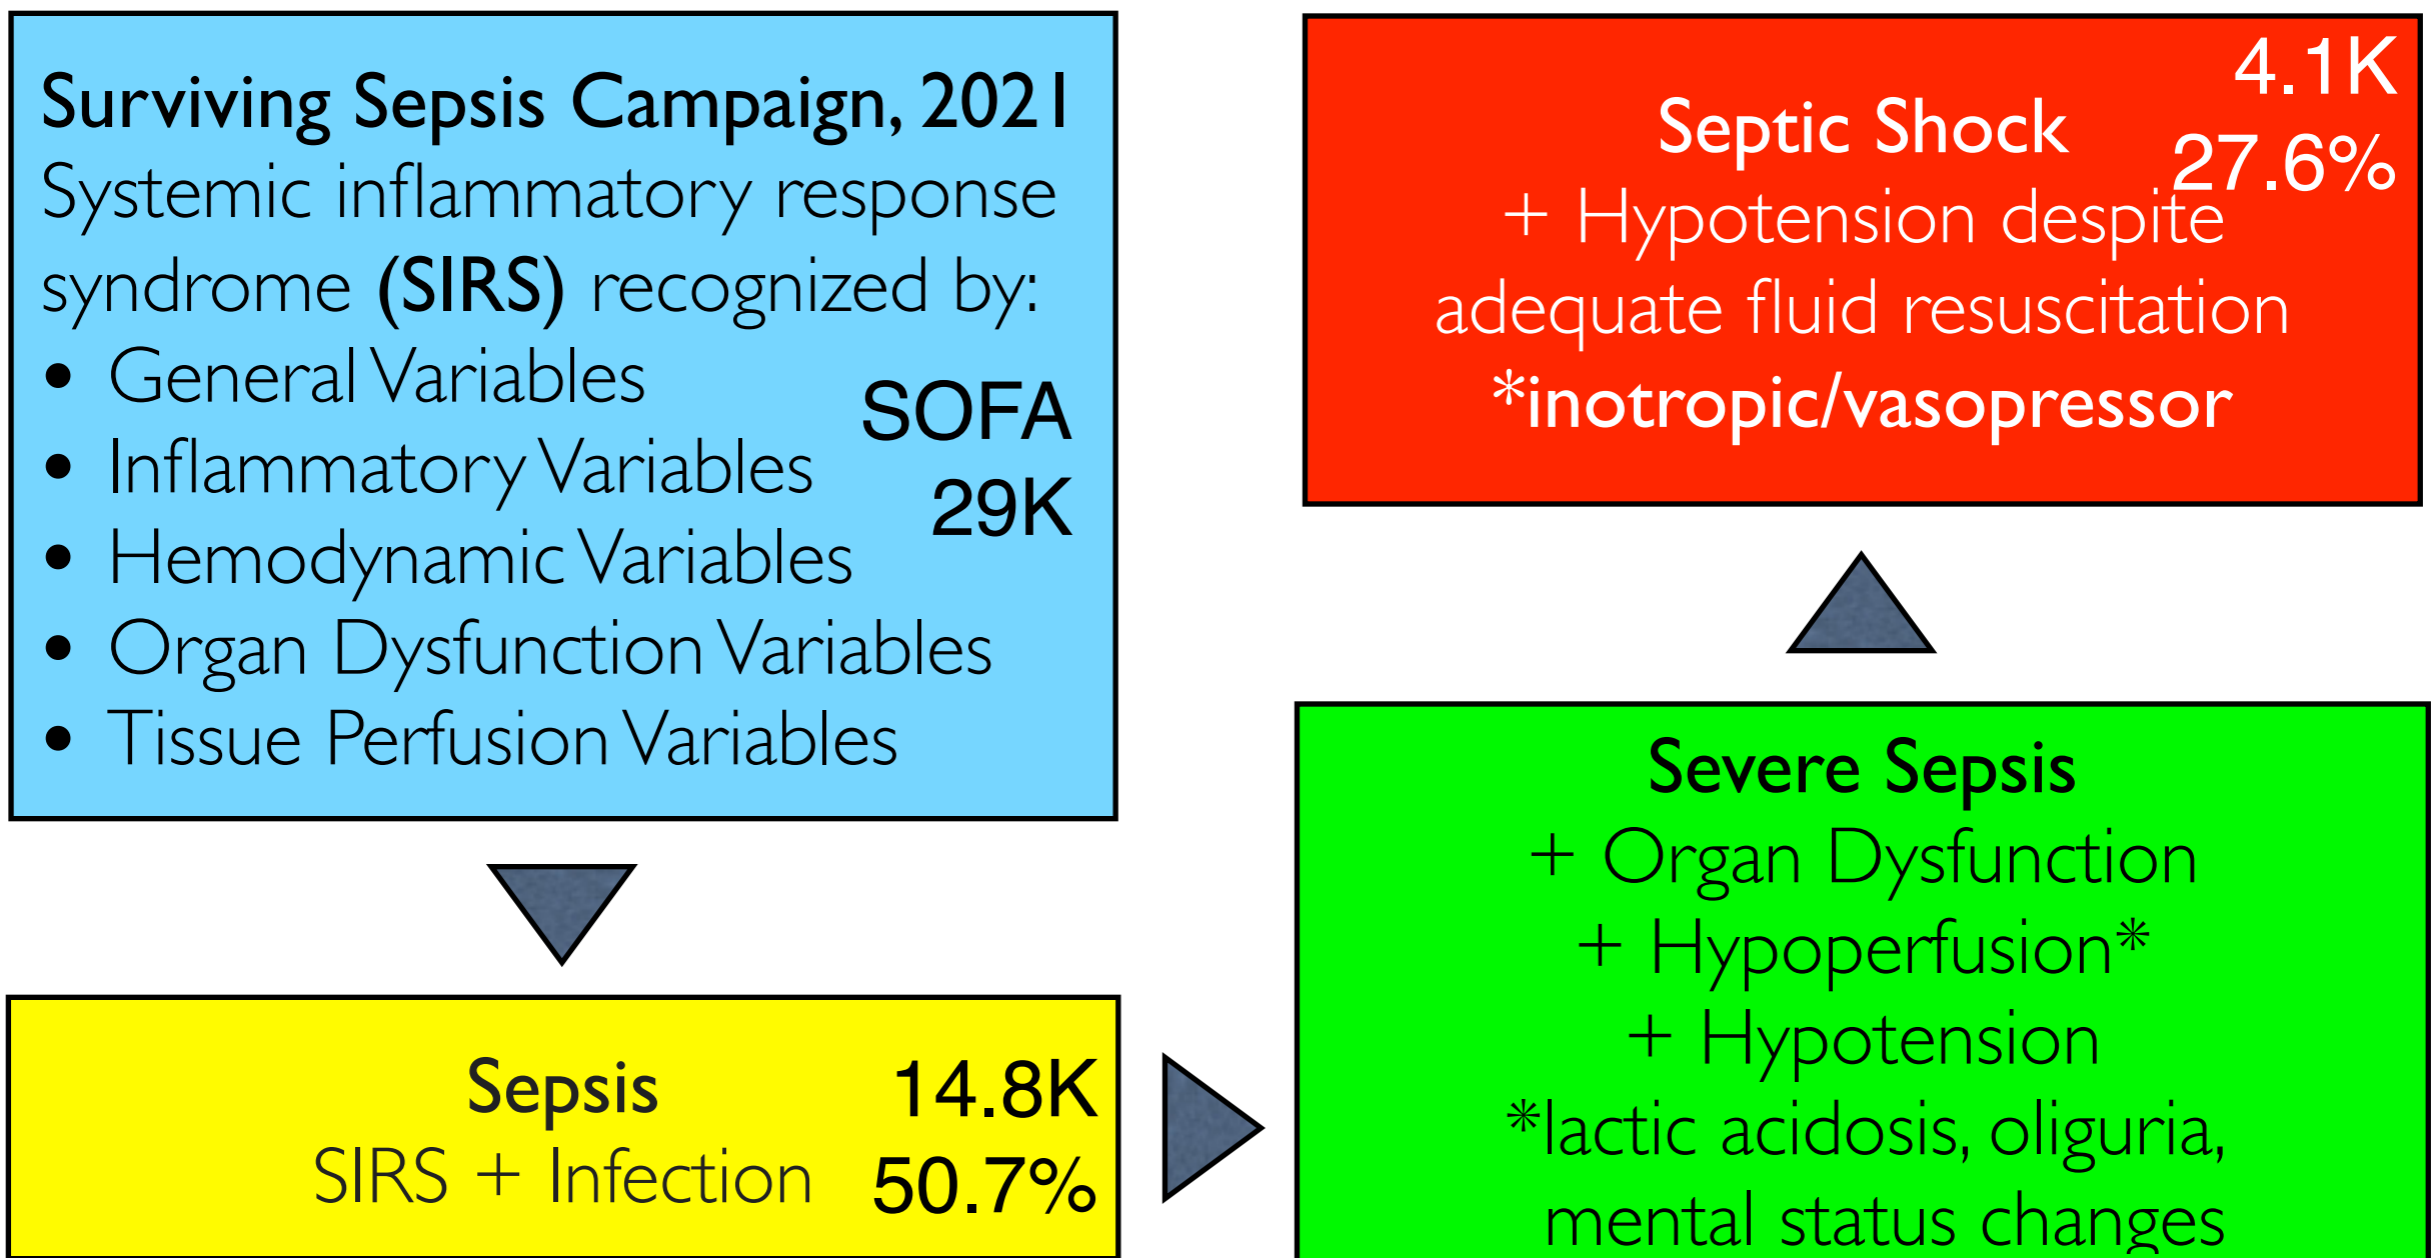 Surviving Sepsis Campaign, 2021
Systemic inflammatory response
syndrome (SIRS) recognized by:
• General Variables
• Inflammatory Variables
• Hemodynamic Variables
• Organ Dysfunction Variables
• Tissue Perfusion Variables
SOFA
29K
Sepsis
SIRS + Infection
14.8K
50.7%
Severe Sepsis
+ Organ Dysfunction
+ Hypoperfusion*
+ Hypotension
*lactic acidosis, oliguria,
mental status changes
Septic Shock
+ Hypotension despite
adequate fluid resuscitation
*inotropic/vasopressor
4.1K
27.6%